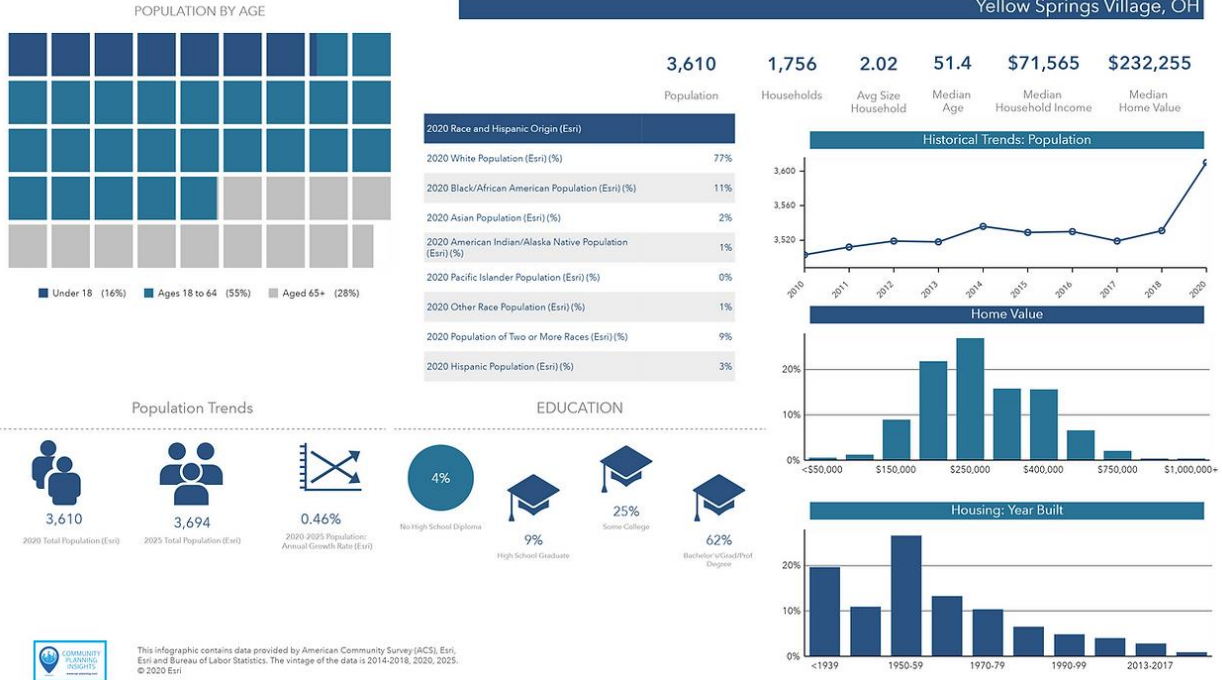 POPULATION BY AGE
Yellow Springs Village, OH
3,610
Population
1,756
Households
2.02
Avg Size
Household
51.4
Median
Age
$71,565
Median
Household Income
$232,255
Median
Home Value
Under 18 (16%)
Ages 18 to 64 (55%)
Aged 65+ (28%)
2020 Race and Hispanic Origin (Esri)
2020 White Population (Esri) (%) 77%
2020 Black/African American Population (Esri) (%) 11%
2020 Asian Population (Esri) (%) 2%
2020 American Indian/Alaska Native Population
(Esri) (%) 1%
2020 Pacific Islander Population (Esri) (%) 0%
2020 Other Race Population (Esri) (%) 1%
2020 Population of Two or More Races (Esri) (%) 9%
2020 Hispanic Population (Esri) (%) 3%
Historical Trends: Population
3,600
3,560
3,520
2010 2011 2012 2013 2014 2015 2016 2017 2018 2020
Home Value
20%
10%
0%
<$50,000 $150,000 $250,000 $400,000 $750,000 $1,000,000+
Housing: Year Built
20%
10%
0%
<1939 1950-59 1970-79 1990-99 2013-2017
Population Trends
3,610
2020 Total Population (Esri)
3,694
2025 Total Population (Esri)
0.46%
2020-2025 Population:
Annual Growth Rate (Esri)
EDUCATION
4%
No High School Diploma
9%
High School Graduate
25%
Some College
62%
Bachelor's/Grad/Prof
Degree
COMMUNITY
PLANNING
INSIGHTS
This infographic contains data provided by American Community Survey (ACS), Esri,
Esri and Bureau of Labor Statistics. The vintage of the data is 2014-2018, 2020, 2025.
© 2020 Esri